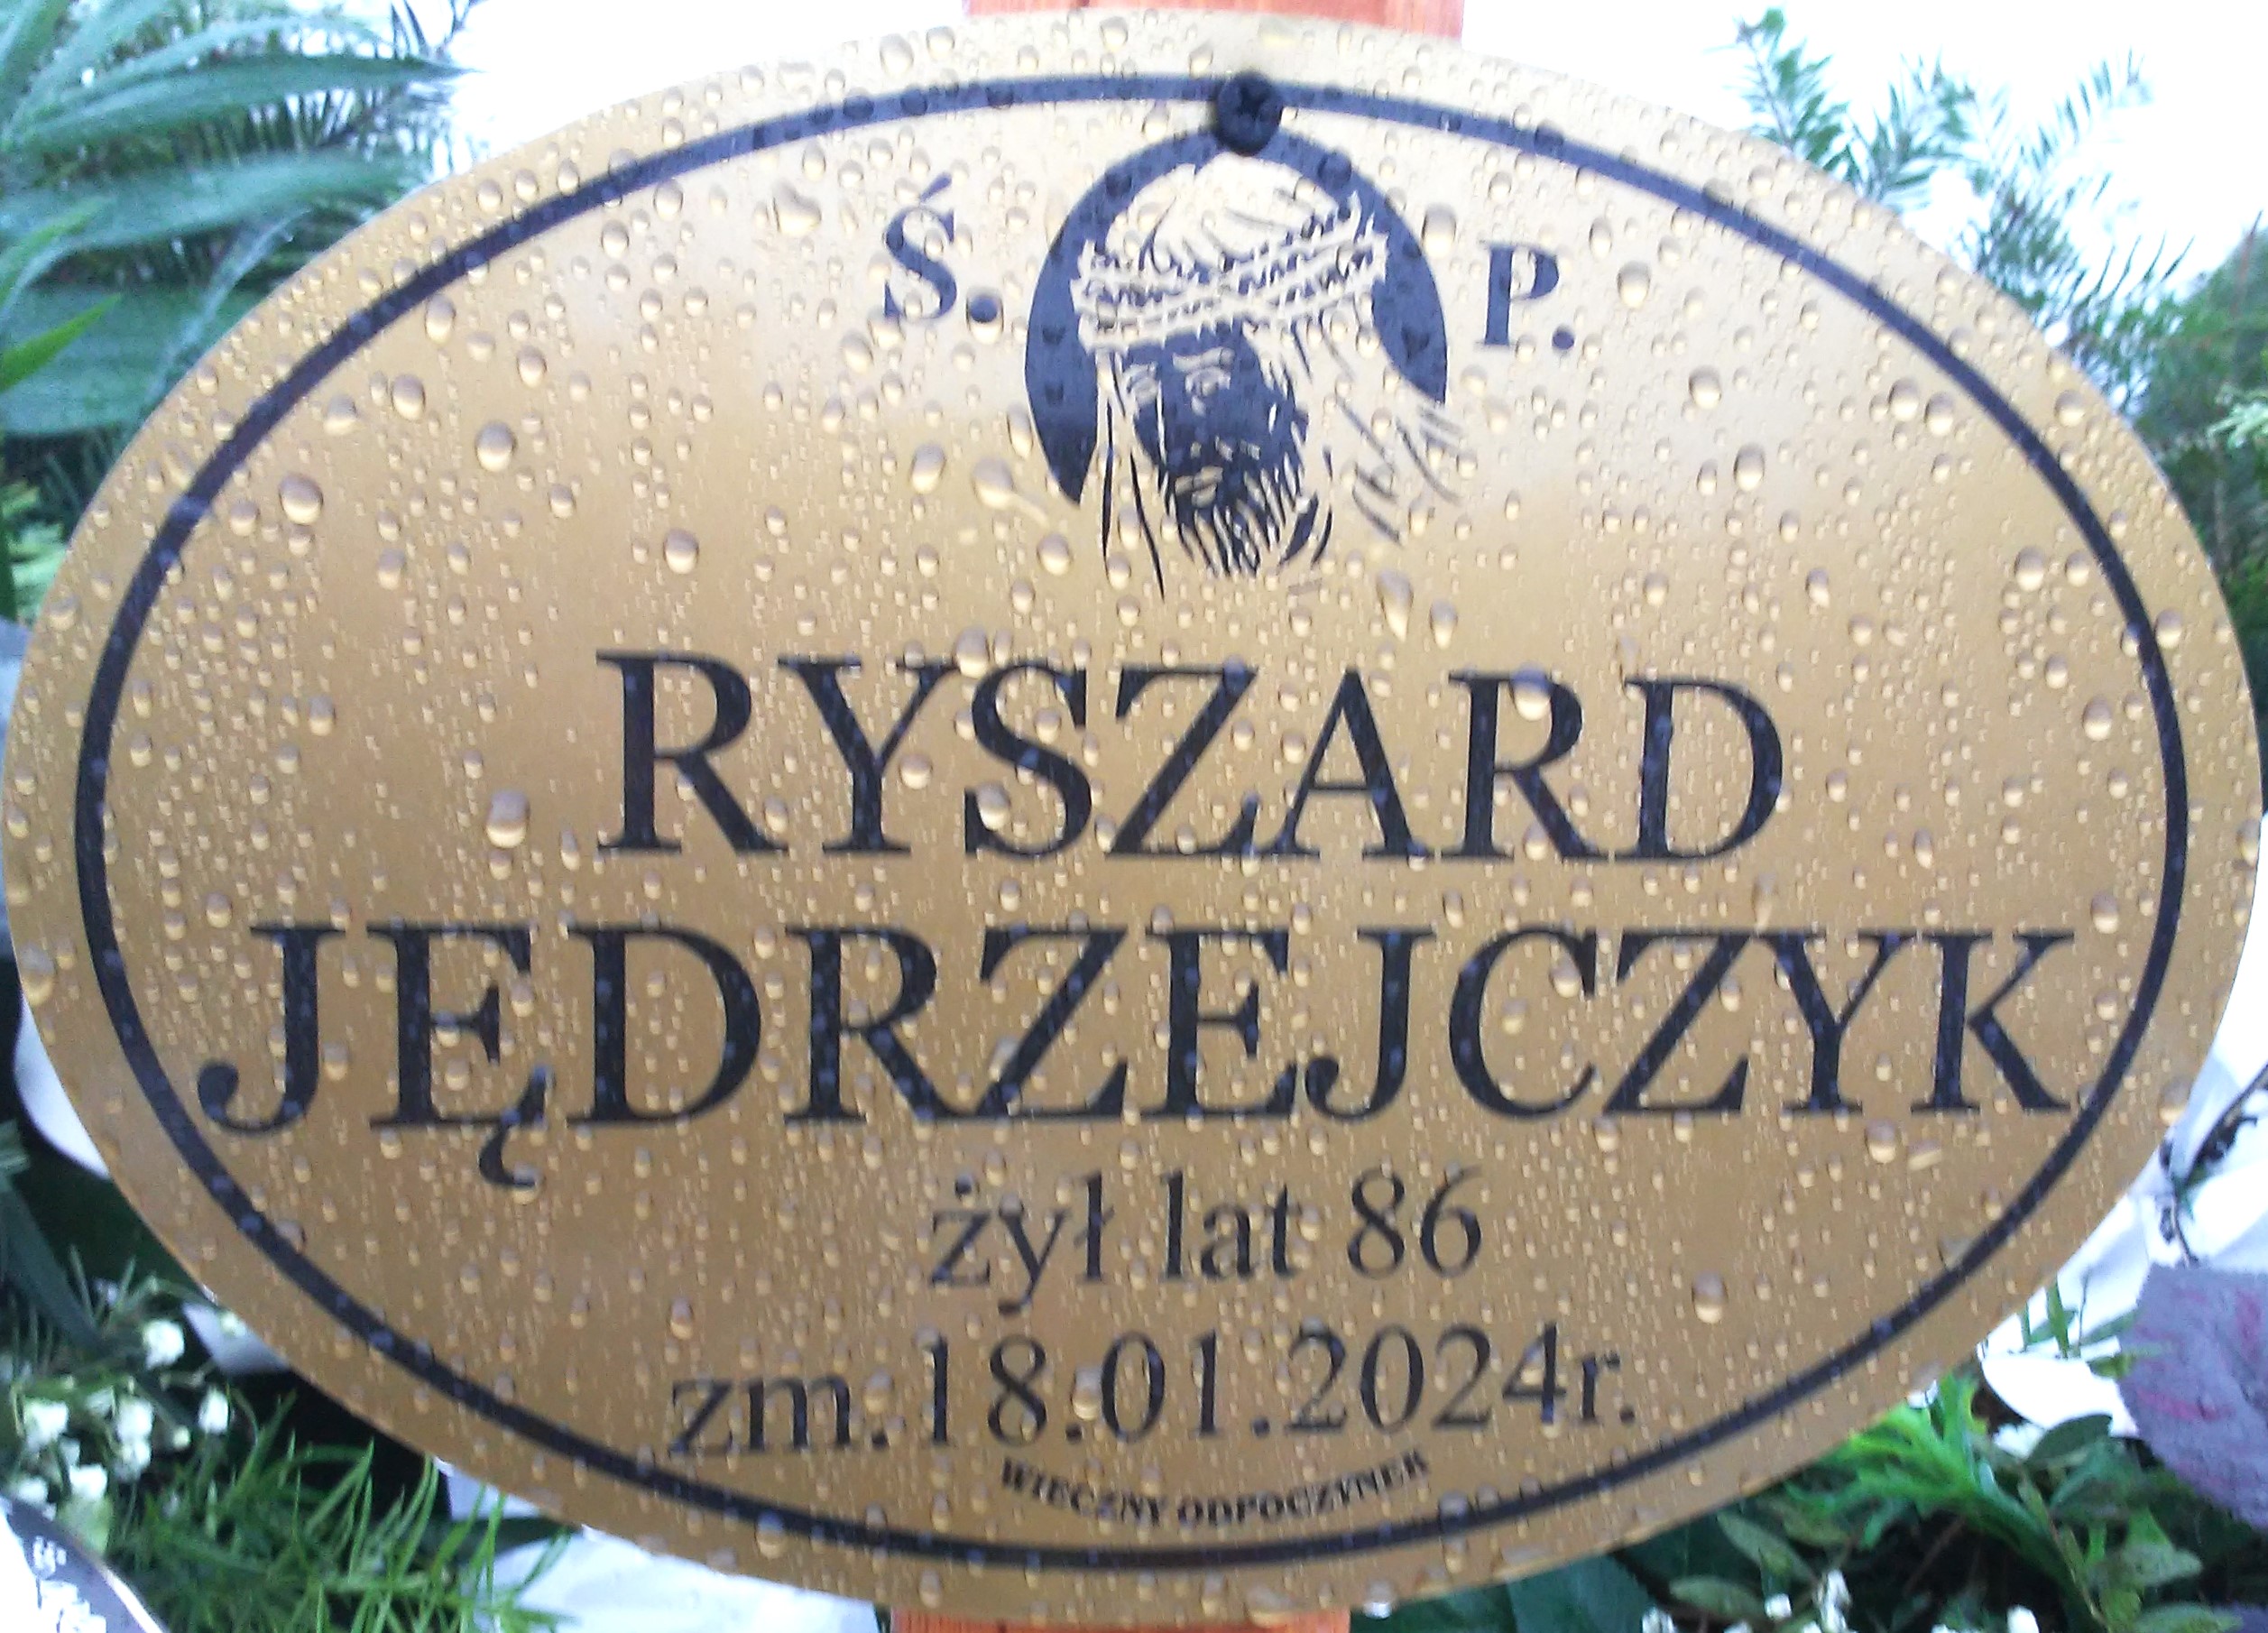 Ś. P.
RYSZARD
JĘDRZEJCZYK
żył lat 86
zm.18.01.2024r.
WIECZNY ODPOCZYNEK